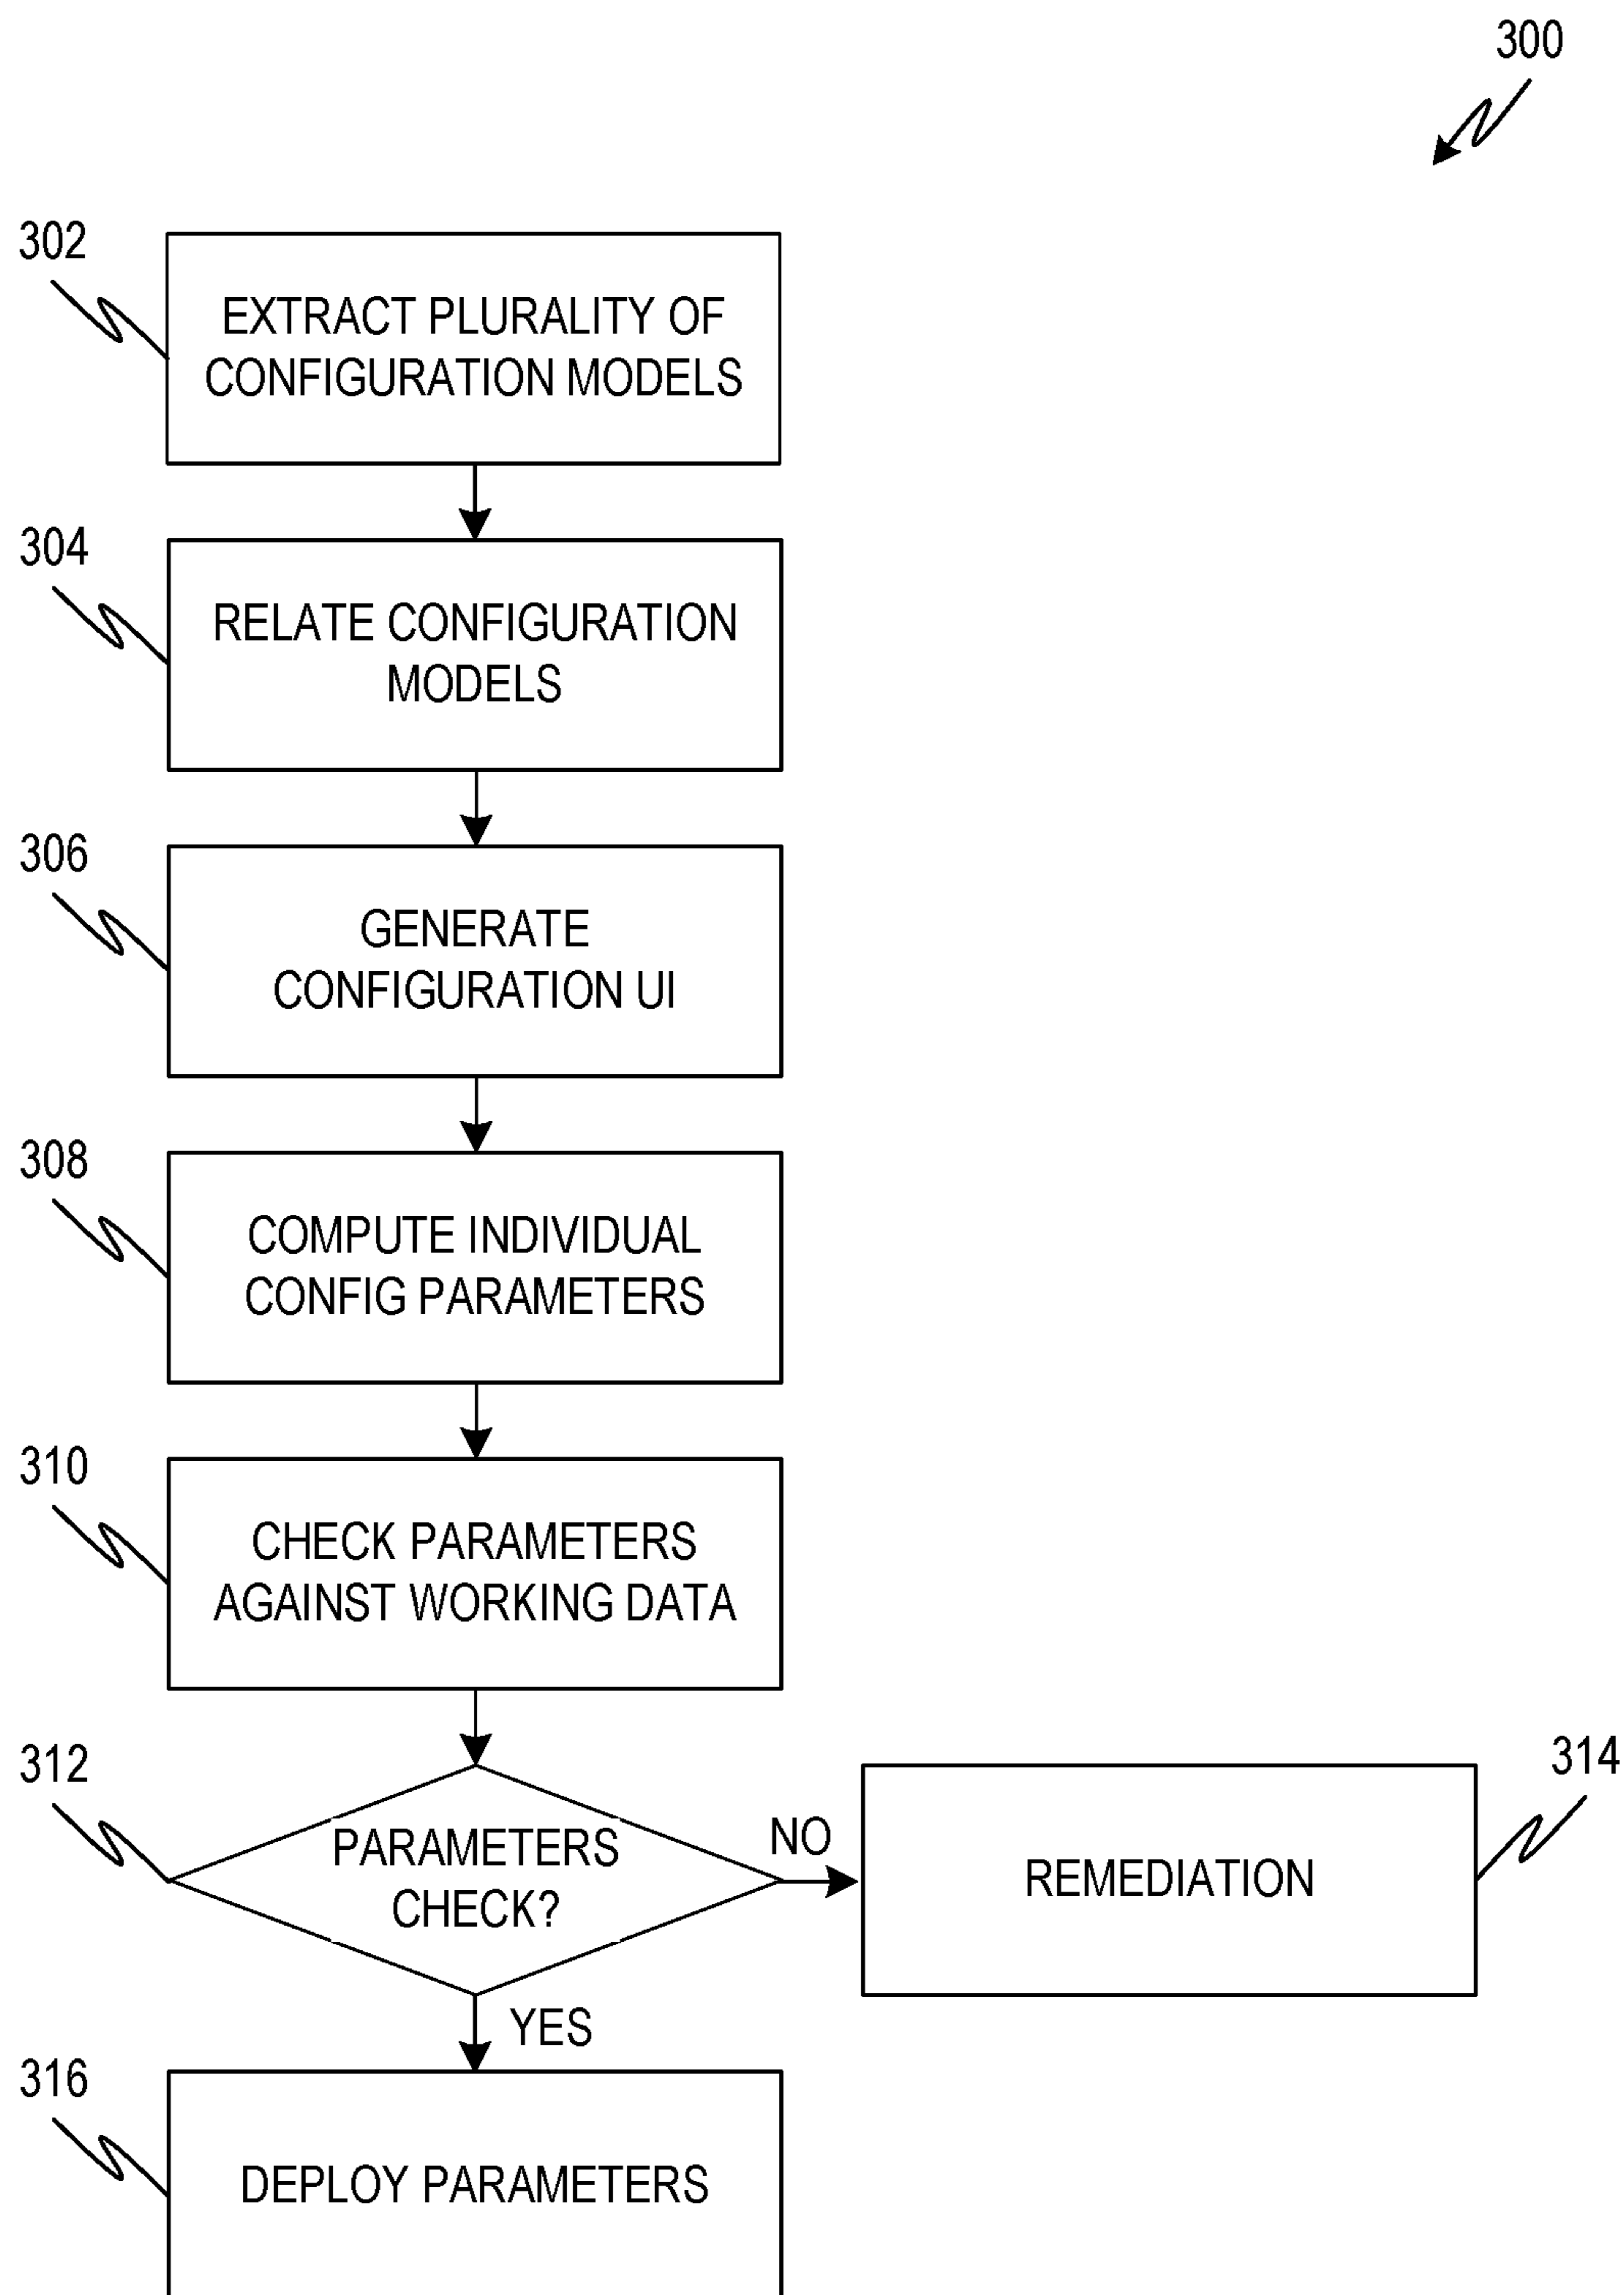 300
302
EXTRACT PLURALITY OF
CONFIGURATION MODELS
304
RELATE CONFIGURATION
MODELS
306
GENERATE
CONFIGURATION UI
308
COMPUTE INDIVIDUAL
CONFIG PARAMETERS
310
CHECK PARAMETERS
AGAINST WORKING DATA
312
PARAMETERS
CHECK?
NO
314
REMEDIATION
YES
316
DEPLOY PARAMETERS